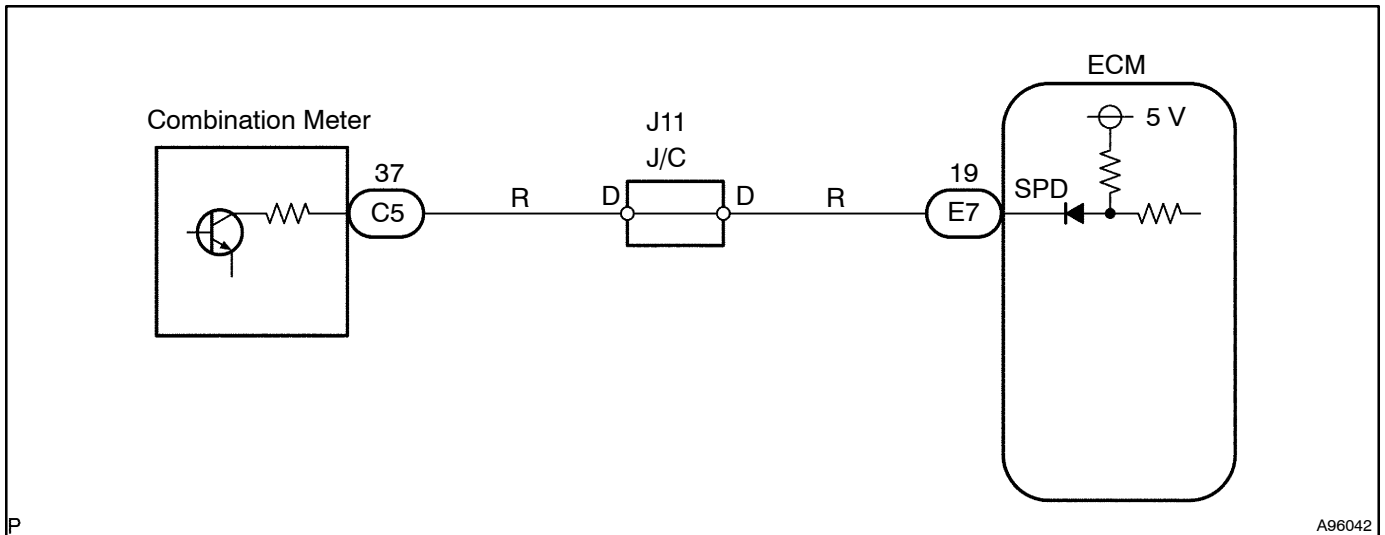 ECM
5 V
Combination Meter
J11
J/C
37
C5
R
D
D
R
19
E7
SPD
P
A96042